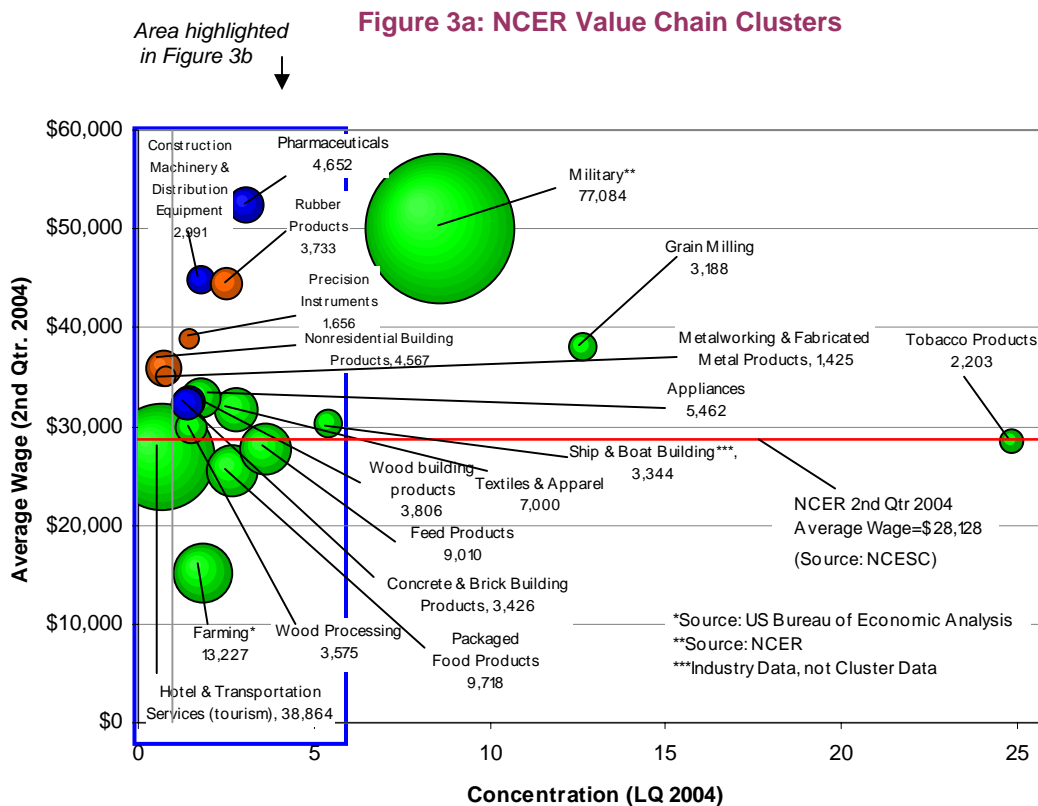 Figure 3a: NCER Value Chain Clusters
Area highlighted
in Figure 3b
Average Wage (2nd Qtr. 2004)
$60,000
$50,000
$40,000
$30,000
$20,000
$10,000
$0
Construction
Machinery &
Distribution
Equipment
2,991
Pharmaceuticals
4,652
Rubber
Products
3,733
Precision
Instruments
1,656
Nonresidential Building
Products, 4,567
Military**
77,084
Grain Milling
3,188
Metalworking & Fabricated
Metal Products, 1,425
Tobacco Products
2,203
Appliances
5,462
Ship & Boat Building***,
3,344
Textiles & Apparel
7,000
Wood building
products
3,806
Feed Products
9,010
Concrete & Brick Building
Products, 3,426
Packaged
Food Products
9,718
Wood Processing
3,575
Farming*
13,227
Hotel & Transportation
Services (tourism), 38,864
NCER 2nd Qtr 2004
Average Wage=$28,128
(Source: NCESC)
*Source: US Bureau of Economic Analysis
**Source: NCER
***Industry Data, not Cluster Data
0
5
10
15
20
25
Concentration (LQ 2004)